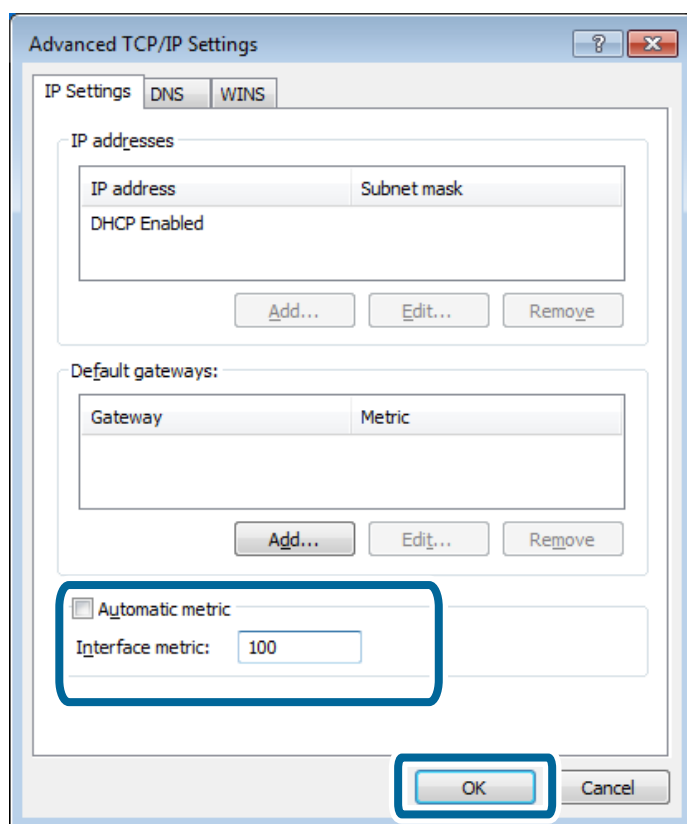 Advanced TCP/IP Settings
IP Settings DNS WINS
IP addresses
IP address Subnet mask
DHCP Enabled
Add... Edit... Remove
Default gateways:
Gateway Metric
Add... Edit... Remove
Automatic metric
Interface metric: 100
OK Cancel